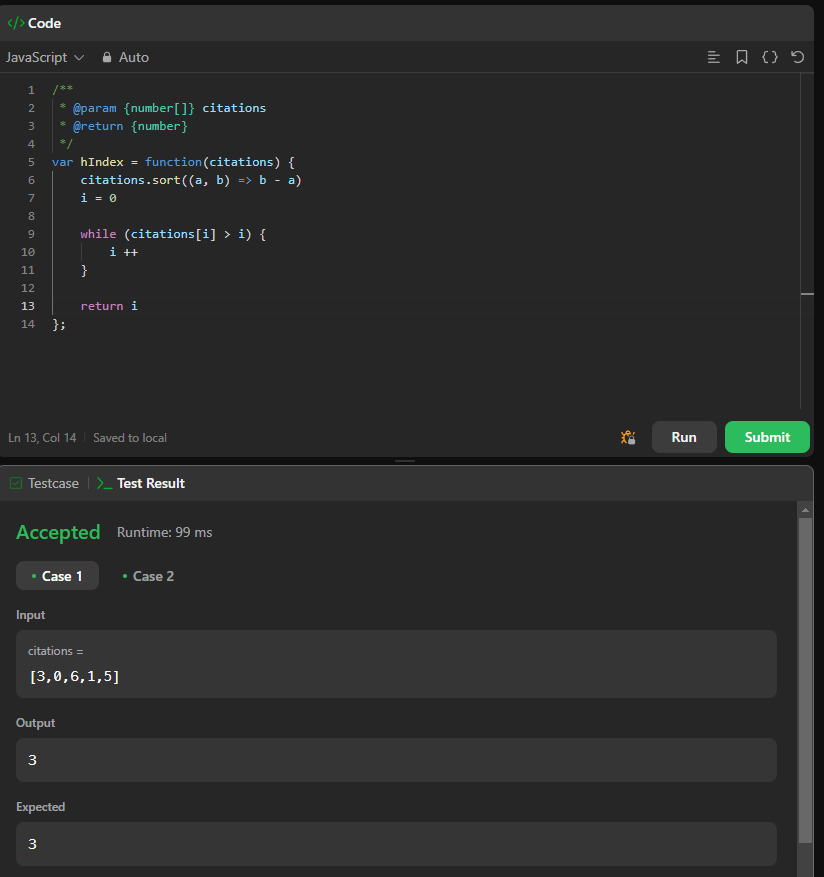 </> Code
JavaScript Auto
1 /**
2 * @param {number[]} citations
3 * @return {number}
4 */
5 var hIndex = function(citations) {
6 citations.sort((a, b) => b - a)
7 i = 0
8
9 while (citations[i] > i) {
10 i ++
11 }
12
13 return i
14 };
Ln 13, Col 14 Saved to local
Run Submit
Testcase >_ Test Result
Accepted Runtime: 99 ms
• Case 1 • Case 2
Input
citations =
[3,0,6,1,5]
Output
3
Expected
3